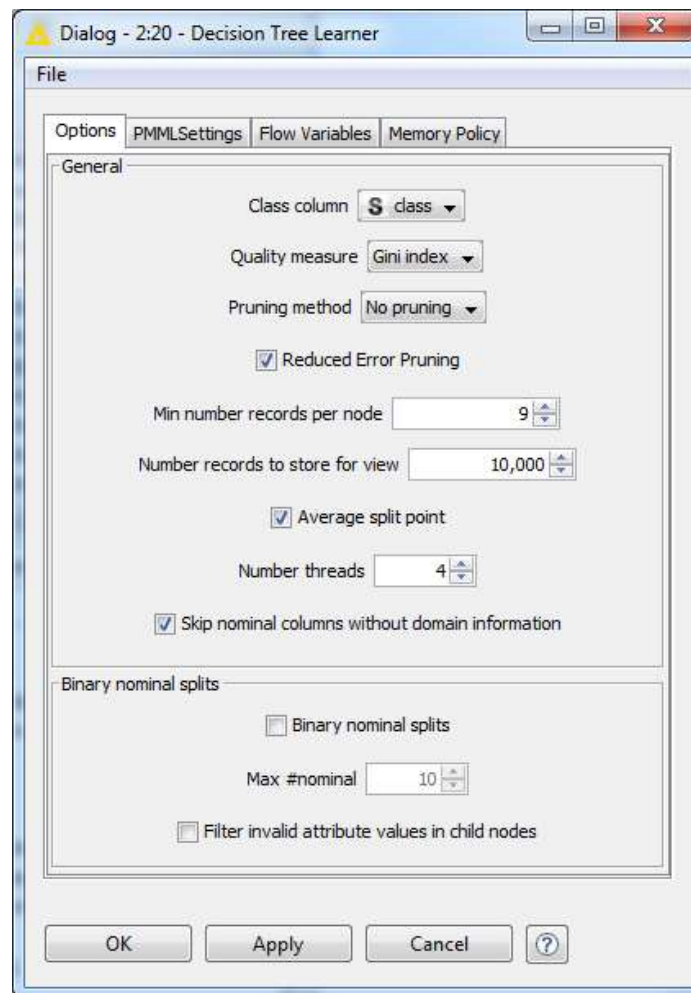 Dialog - 2:20 - Decision Tree Learner
File
Options PMMLSettings Flow Variables Memory Policy
General
Class column S class
Quality measure Gini index
Pruning method No pruning
Reduced Error Pruning
Min number records per node 9
Number records to store for view 10,000
Average split point
Number threads 4
Skip nominal columns without domain information
Binary nominal splits
Binary nominal splits
Max #nominal 10
Filter invalid attribute values in child nodes
OK Apply Cancel ?